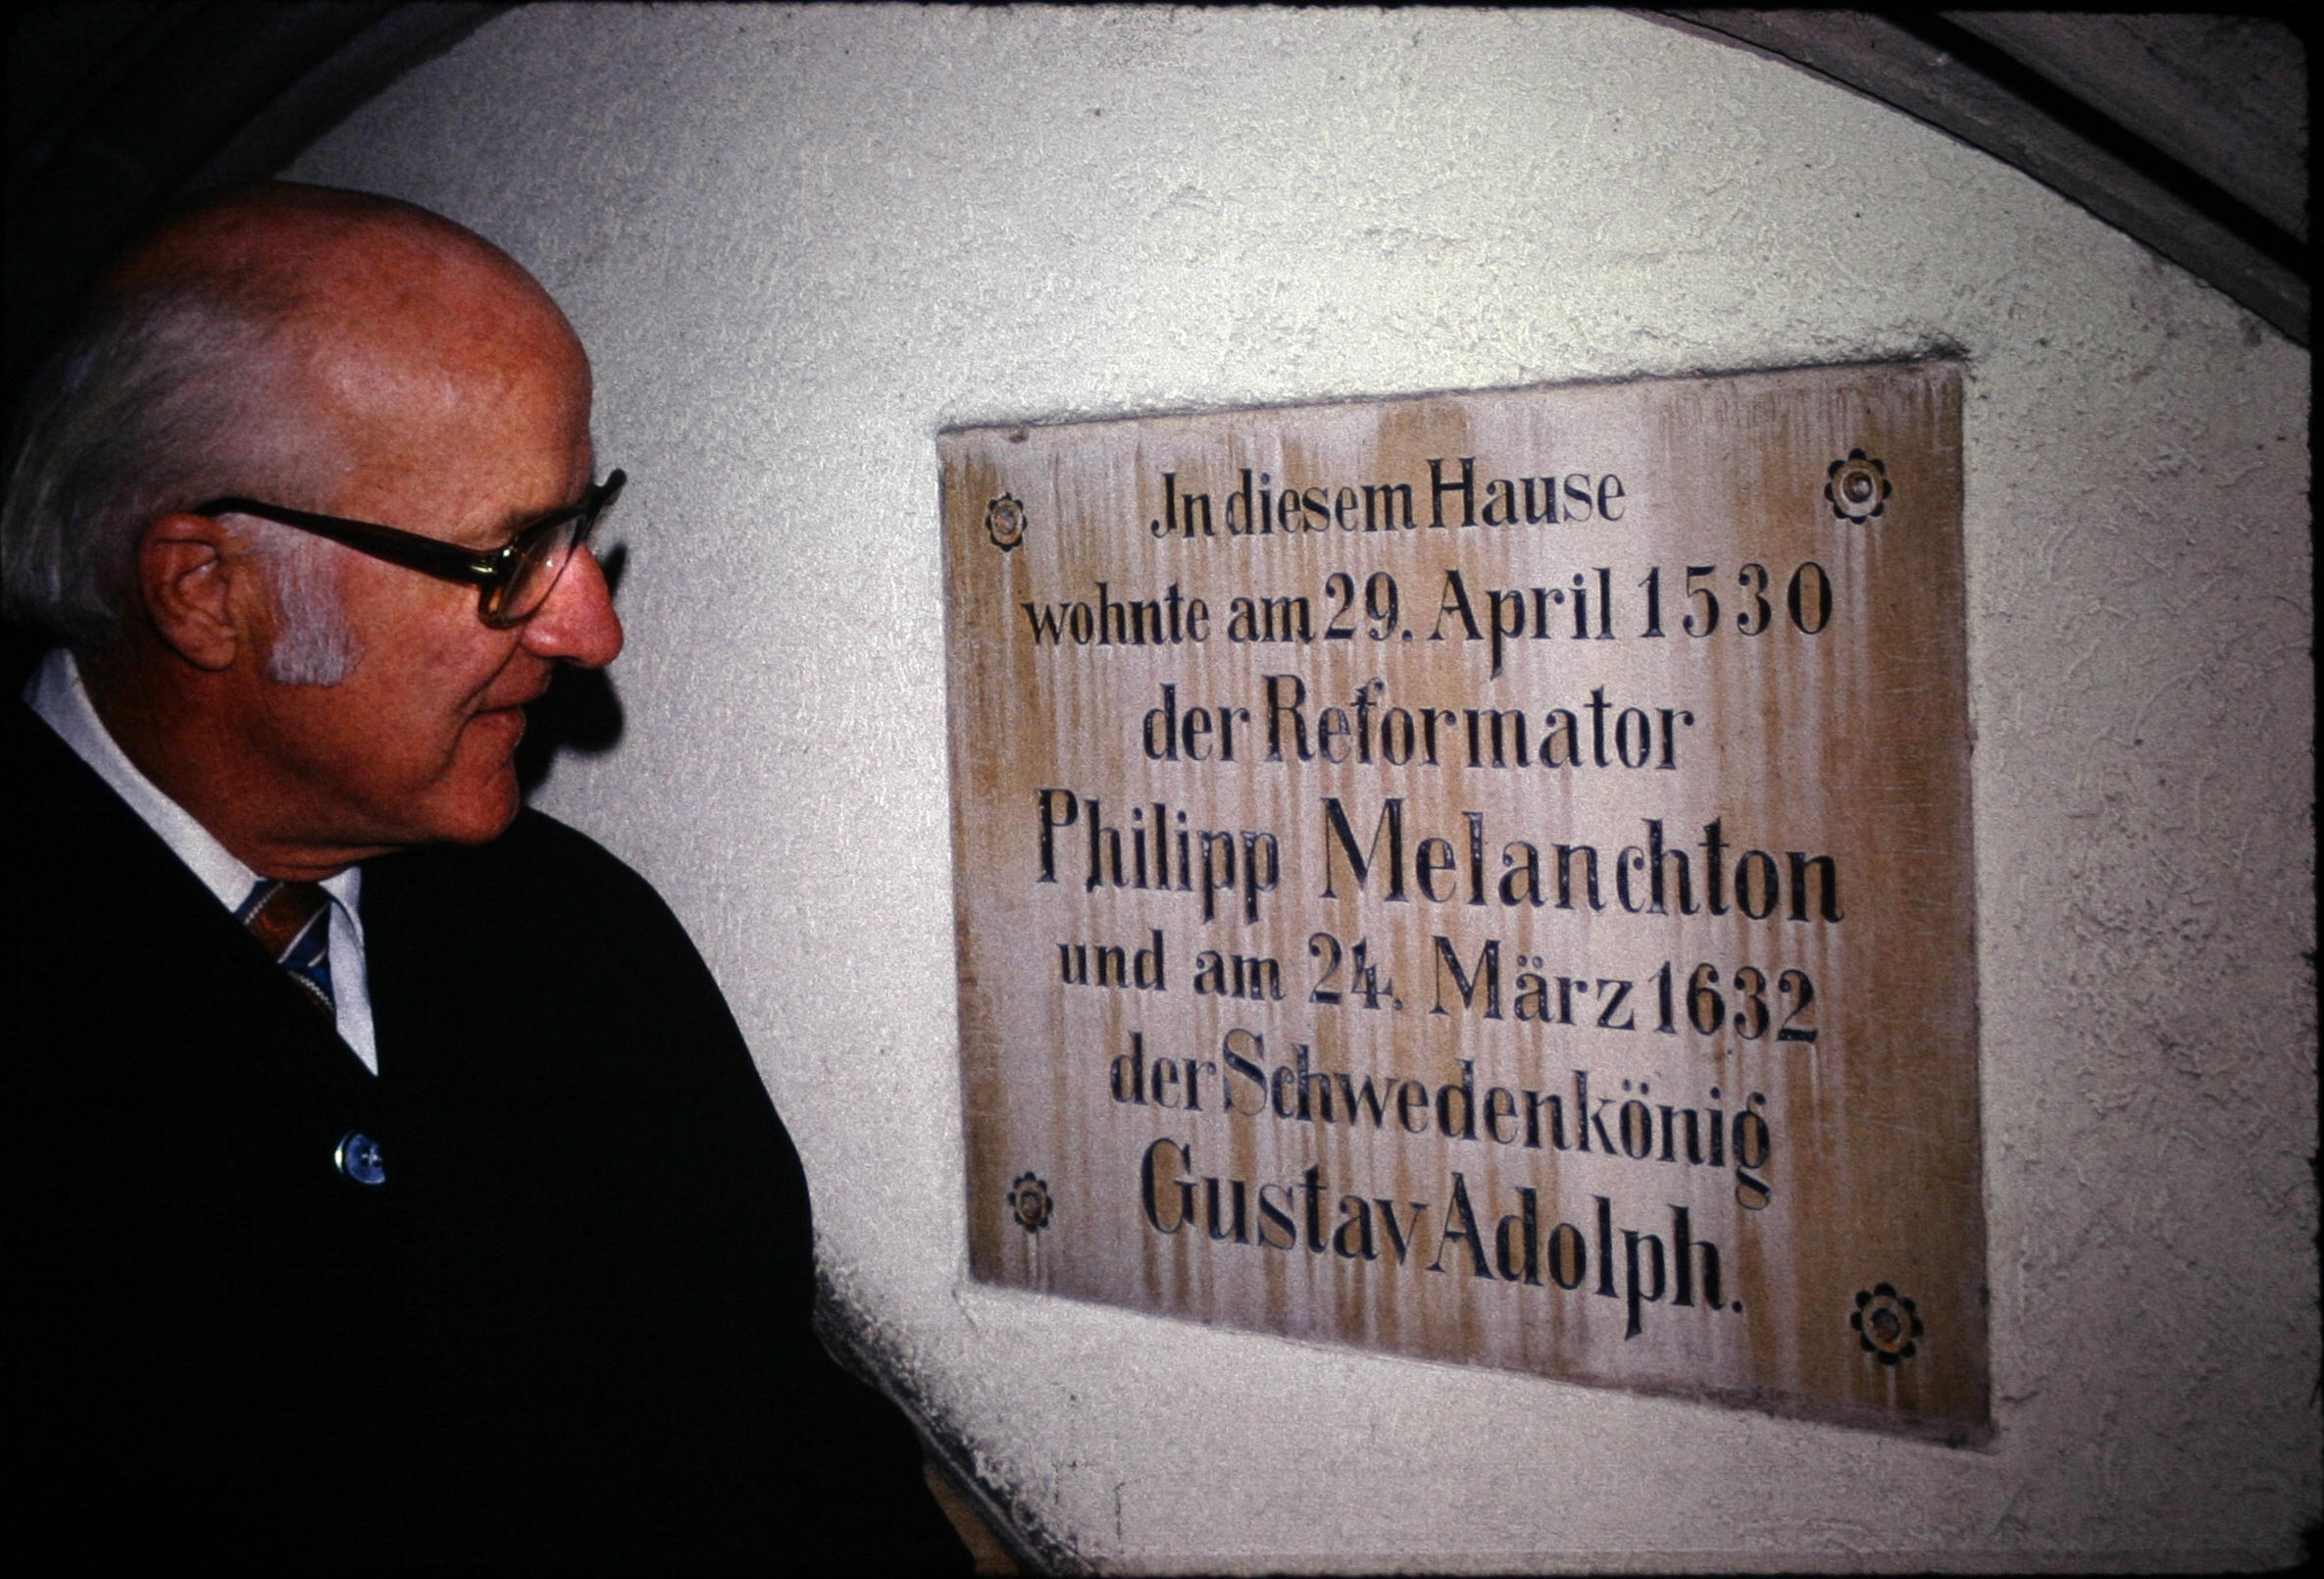 In diesem Hause
wohnte am 29. April 1530
der Reformator
Philipp Melanchton
und am 24. März 1632
der Schwedenkönig
Gustav Adolph.